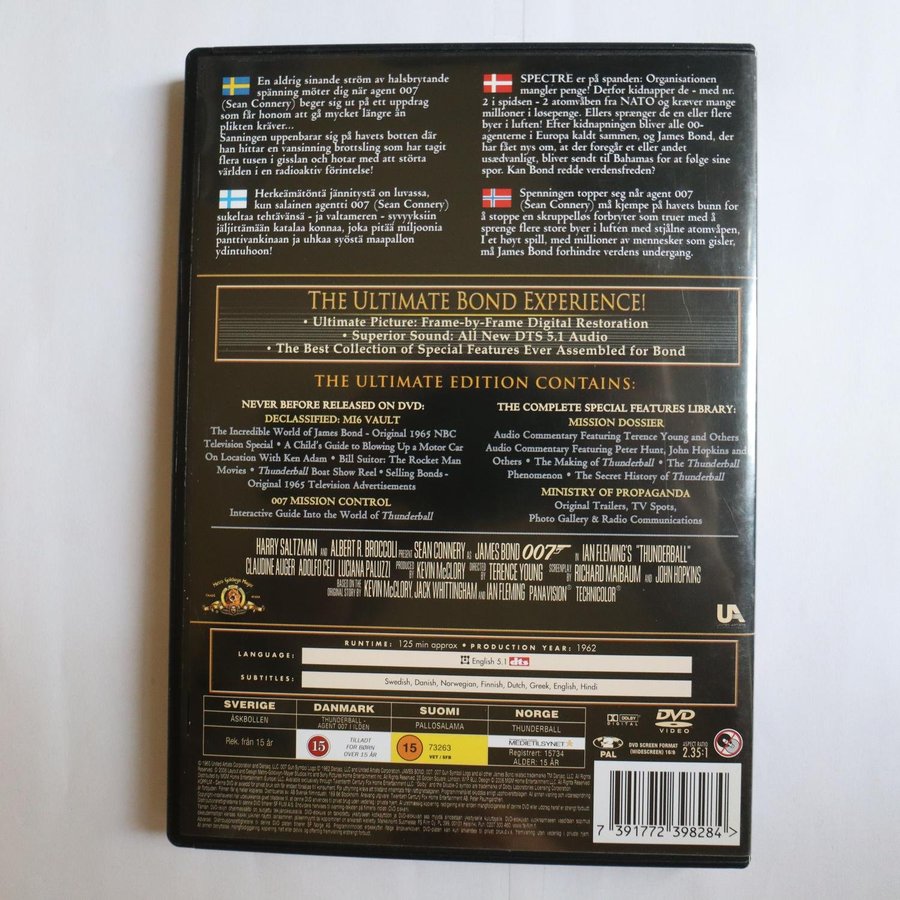 En aldrig sinande ström av halsbrytande
spänning möter dig när agent 007
(Sean Connery) beger sig ut på ett uppdrag
som får honom att gå mycket längre än
plikten kräver...
Sanningen uppenbarar sig på havets botten där
han hittar en vansinning brottsling som har tagit
flera tusen i gisslan och hotar med att störta
världen i en radioaktiv förintelse!
Herkeämätöntä jännitystä on luvassa,
kun salainen agentti 007 (Sean Connery)
sukeltaa tehtävänsä - ja valtameren - syvyyksiin
jäljittämään katalaa konnaa, joka pitää miljoonia
panttivankinaan ja uhkaa syöstä maapallon
ydintuhoon!
SPECTRE er på spanden: Organisationen
mangler penge! Derfor kidnapper de - med nr.
2 i spidsen - 2 atomvåben fra NATO og kræver mange
millioner i løsepenge. Ellers sprænger de en eller flere
byer i luften! Efter kidnapningen bliver alle 00-
agenterne i Europa kaldt sammen, og James Bond, der
har fået nys om, at der foregår et eller andet
usædvanligt, bliver sendt til Bahamas for at følge sine
spor. Kan Bond redde verdensfreden?
Spenningen topper seg når agent 007
(Sean Connery) må kjempe på havets bunn for
å stoppe en skruppelløs forbryter som truer med å
sprenge flere store byer i luften med stjålne atomvåpen,
I et høyt spill, med millioner av mennesker som gisler,
må James Bond forhindre verdens undergang.
THE ULTIMATE BOND EXPERIENCE!
• Ultimate Picture: Frame-by-Frame Digital Restoration
• Superior Sound: All New DTS 5.1 Audio
• The Best Collection of Special Features Ever Assembled for Bond
THE ULTIMATE EDITION CONTAINS:
NEVER BEFORE RELEASED ON DVD:
DECLASSIFIED: MI6 VAULT
The Incredible World of James Bond - Original 1965 NBC
Television Special • A Child's Guide to Blowing Up a Motor Car
On Location With Ken Adam • Bill Suitor: The Rocket Man
Movies • Thunderball Boat Show Reel • Selling Bonds -
Original 1965 Television Advertisements
007 MISSION CONTROL
Interactive Guide Into the World of Thunderball
THE COMPLETE SPECIAL FEATURES LIBRARY:
MISSION DOSSIER
Audio Commentary Featuring Terence Young and Others
Audio Commentary Featuring Peter Hunt, John Hopkins and
Others • The Making of Thunderball • The Thunderball
Phenomenon • The Secret History of Thunderball
MINISTRY OF PROPAGANDA
Original Trailers, TV Spots,
Photo Gallery & Radio Communications
HARRY SALTZMAN AND ALBERT R. BROCCOLI PRESENT SEAN CONNERY AS JAMES BOND 007 IN IAN FLEMING'S "THUNDERBALL"
CLAUDINE AUGER ADOLFO CELI LUCIANA PALUZZI PRODUCED BY KEVIN McCLORY DIRECTED BY TERENCE YOUNG SCREENPLAY BY RICHARD MAIBAUM AND JOHN HOPKINS
BASED ON THE ORIGINAL STORY BY KEVIN McCLORY, JACK WHITTINGHAM AND IAN FLEMING PANAVISION® TECHNICOLOR®
UA
RUNTIME: 125 min approx • PRODUCTION YEAR: 1962
LANGUAGE:
English 5.1 dts
SUBTITLES:
Swedish, Danish, Norwegian, Finnish, Dutch, Greek, English, Hindi
SVERIGE
ÅSKBOLLEN
Rek. från 15 år
DANMARK
THUNDERBALL -
AGENT 007 I ILDEN
15
TILLADT
FOR BØRN
OVER 15 ÅR
SUOMI
PALLOSALAMA
15
73263
VET / SFB
NORGE
THUNDERBALL
MEDIETILSYNET
Registrert: 15734
ALDER: 15 ÅR
DOLBY
DIGITAL
DVD
VIDEO
PAL
DVD SCREEN FORMAT
(WIDESCREEN) 16:9
ASPECT RATIO
2.35:1
7 391772 398284 >